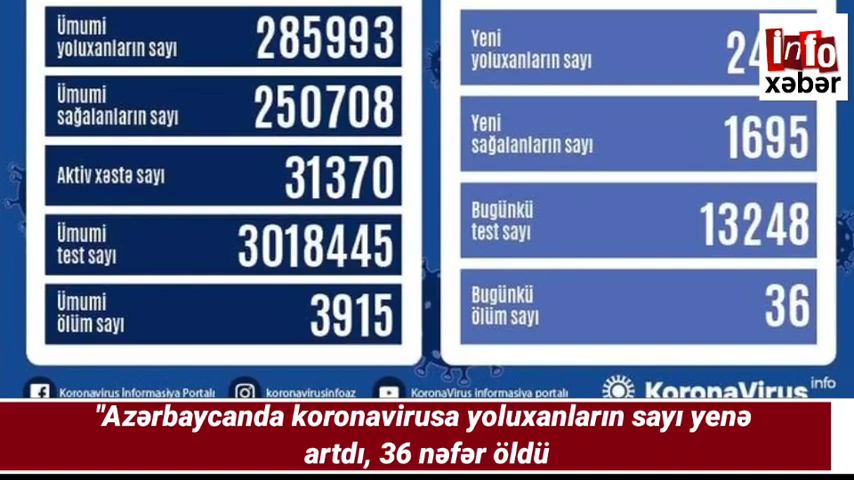 Ümumi
yoluxanların sayı
285993
Ümumi
sağalanların sayı
250708
Aktiv xəstə sayı
31370
Ümumi
test sayı
3018445
Ümumi
ölüm sayı
3915
Yeni
yoluxanların sayı
Yeni
sağalanların sayı
1695
Bugünkü
test sayı
13248
Bugünkü
ölüm sayı
36
info
xəbər
Koronavirus İnformasiya Portalı
koronavirusinfoaz
KoronaVirus informasiya portalı
KoronaVirus info
"Azərbaycanda koronavirusa yoluxanların sayı yenə
artdı, 36 nəfər öldü